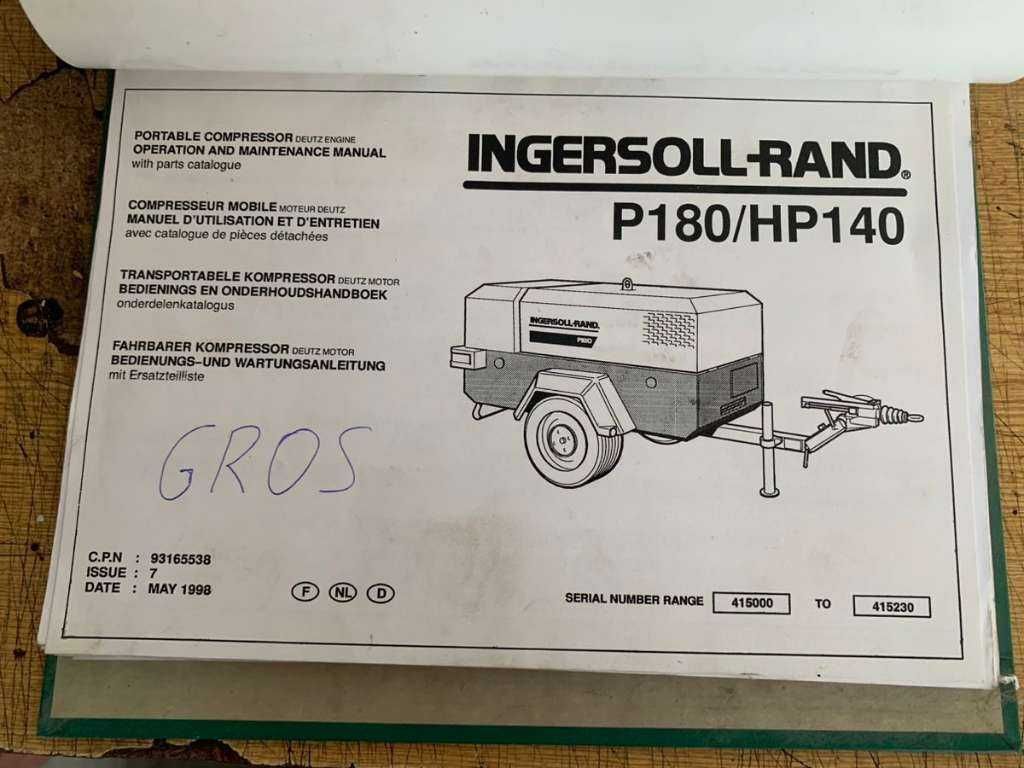 PORTABLE COMPRESSOR DEUTZ ENGINE
OPERATION AND MAINTENANCE MANUAL
with parts catalogue
COMPRESSEUR MOBILE MOTEUR DEUTZ
MANUEL D'UTILISATION ET D'ENTRETIEN
avec catalogue de pièces détachées
TRANSPORTABELE KOMPRESSOR DEUTZ MOTOR
BEDIENINGS EN ONDERHOUDSHANDBOEK
onderdelenkatalogus
FAHRBARER KOMPRESSOR DEUTZ MOTOR
BEDIENUNGS-UND WARTUNGSANLEITUNG
mit Ersatzteilliste
GROS
INGERSOLL-RAND®
P180/HP140
INGERSOLL-RAND.
P180
C.P.N : 93165538
ISSUE : 7
DATE : MAY 1998
F NL D
SERIAL NUMBER RANGE 415000 TO 415230